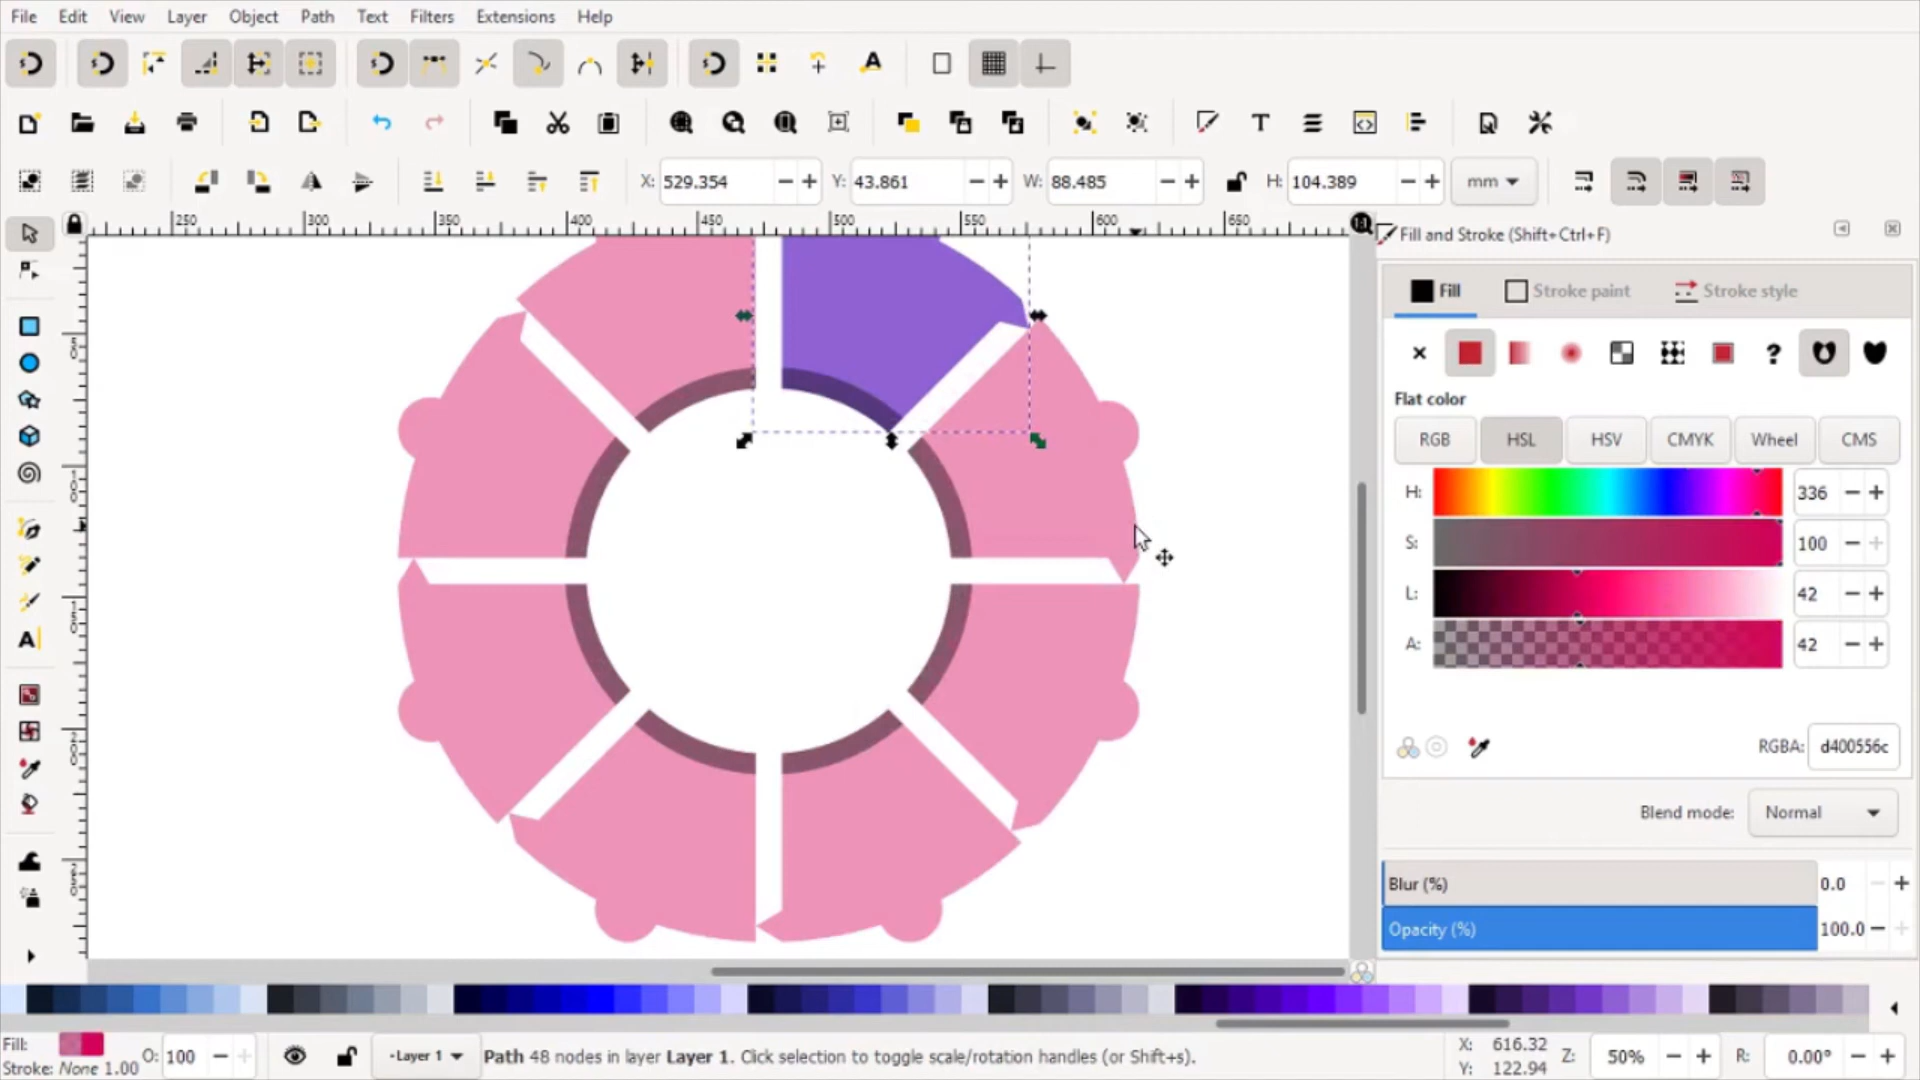 File Edit View Layer Object Path Text Filters Extensions Help
X: 529.354 Y: 43.861 W: 88.485 H: 104.389 mm
250 300 350 400 450 500 550 600 650
Fill and Stroke (Shift+Ctrl+F)
Fill Stroke paint Stroke style
Flat color
RGB HSL HSV CMYK Wheel CMS
H: 336
S: 100
L: 42
A: 42
RGBA: d400556c
Blend mode: Normal
Blur (%) 0.0
Opacity (%) 100.0
Fill:
Stroke: None 1.00
O: 100
Layer 1
Path 48 nodes in layer Layer 1. Click selection to toggle scale/rotation handles (or Shift+s).
X: 616.32
Y: 122.94
Z: 50%
R: 0.00°